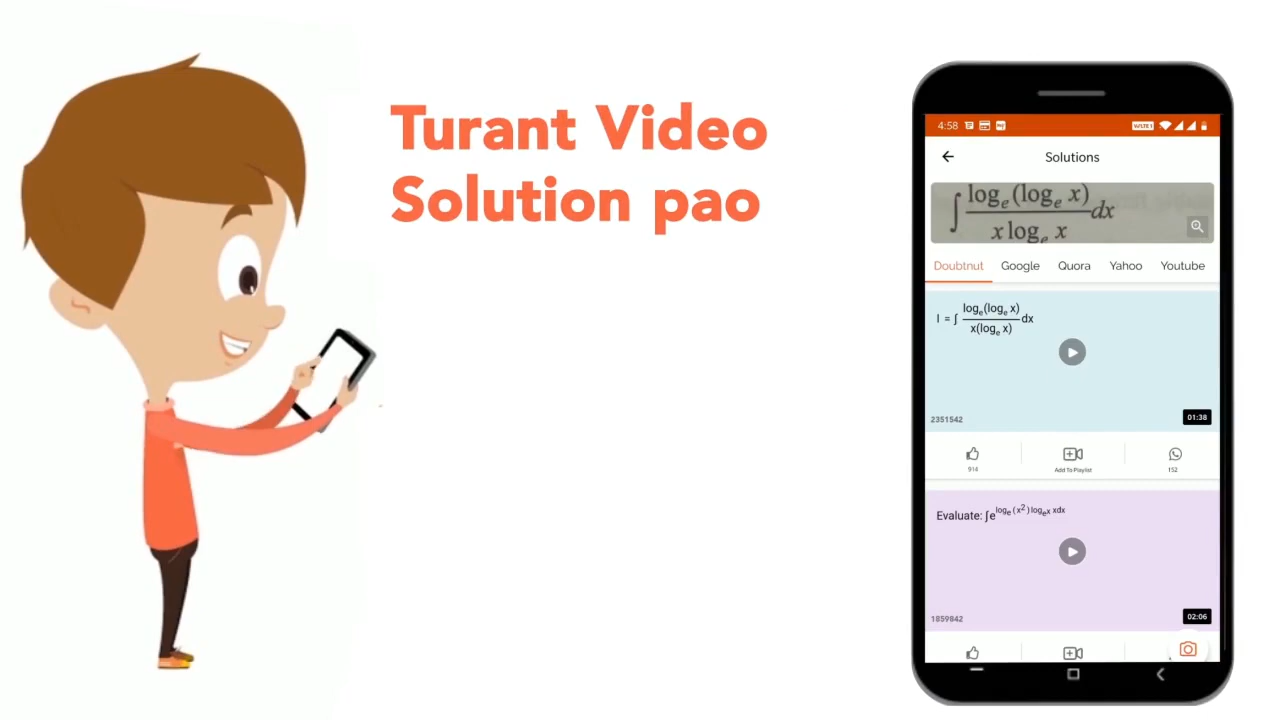 Turant Video
Solution pao
4:58
Solutions
∫ logₑ(logₑ x) / x logₑ x dx
Doubtnut Google Quora Yahoo Youtube
I = ∫ logₑ(logₑ x) / x(logₑ x) dx
2351542 01:38
914 Add To Playlist 152
Evaluate: ∫e^logₑ(x²)logₑx xdx
1859842 02:06